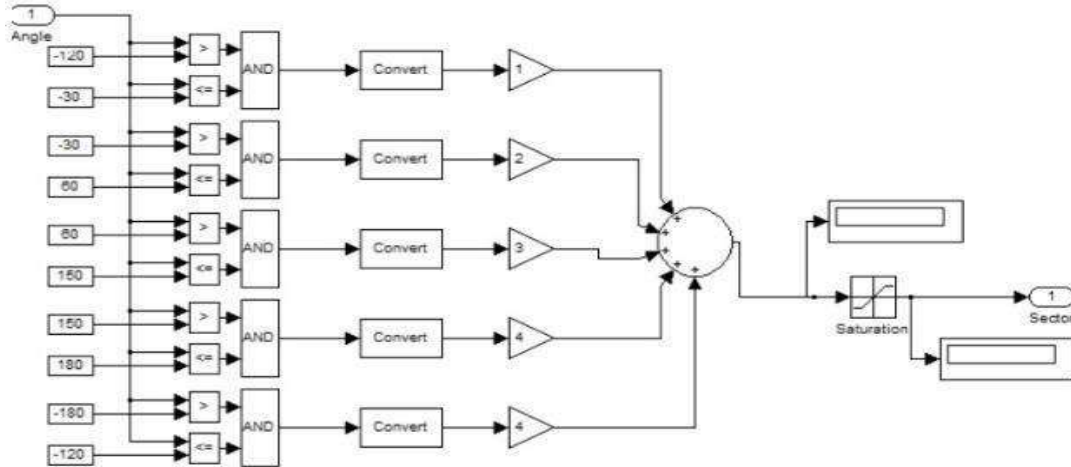 1
Angle
-120
>
AND
Convert
1
-30
<=
-30
>
AND
Convert
2
60
<=
60
>
AND
Convert
3
150
<=
150
>
AND
Convert
4
180
<=
-180
>
AND
Convert
4
-120
<=
+
+
+
+
+
Saturation
1
Sector